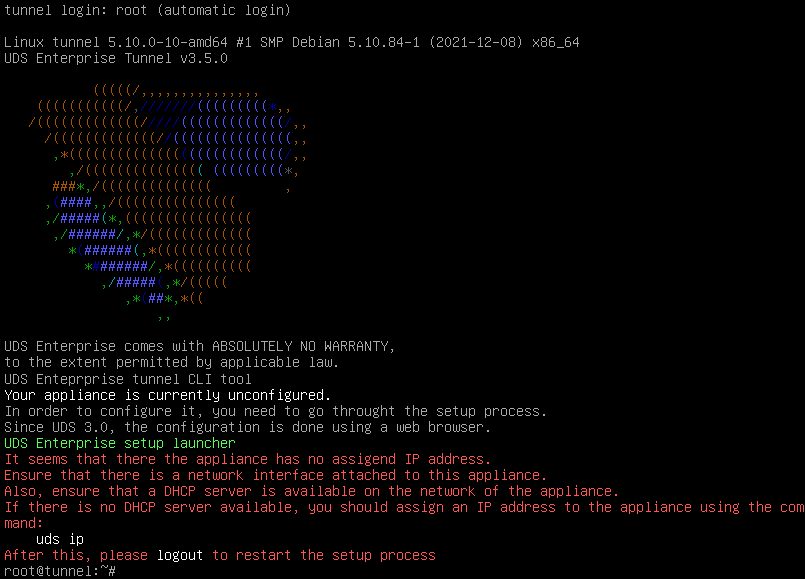 tunnel login: root (automatic login)
Linux tunnel 5.10.0-10-amd64 #1 SMP Debian 5.10.84-1 (2021-12-08) x86_64
UDS Enterprise Tunnel v3.5.0
UDS Enterprise comes with ABSOLUTELY NO WARRANTY,
to the extent permitted by applicable law.
UDS Enteprprise tunnel CLI tool
Your appliance is currently unconfigured.
In order to configure it, you need to go throught the setup process.
Since UDS 3.0, the configuration is done using a web browser.
UDS Enterprise setup launcher
It seems that there the appliance has no assigend IP address.
Ensure that there is a network interface attached to this appliance.
Also, ensure that a DHCP server is available on the network of the appliance.
If there is no DHCP server available, you should assign an IP address to the appliance using the com
mand:
uds ip
After this, please logout to restart the setup process
root@tunnel:~#